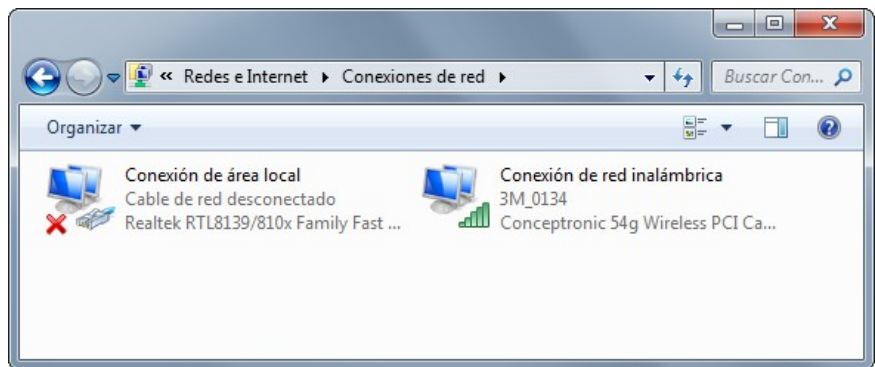 « Redes e Internet ▸ Conexiones de red ▸
Buscar Con...
Organizar
Conexión de área local
Cable de red desconectado
Realtek RTL8139/810x Family Fast ...
Conexión de red inalámbrica
3M_0134
Conceptronic 54g Wireless PCI Ca...